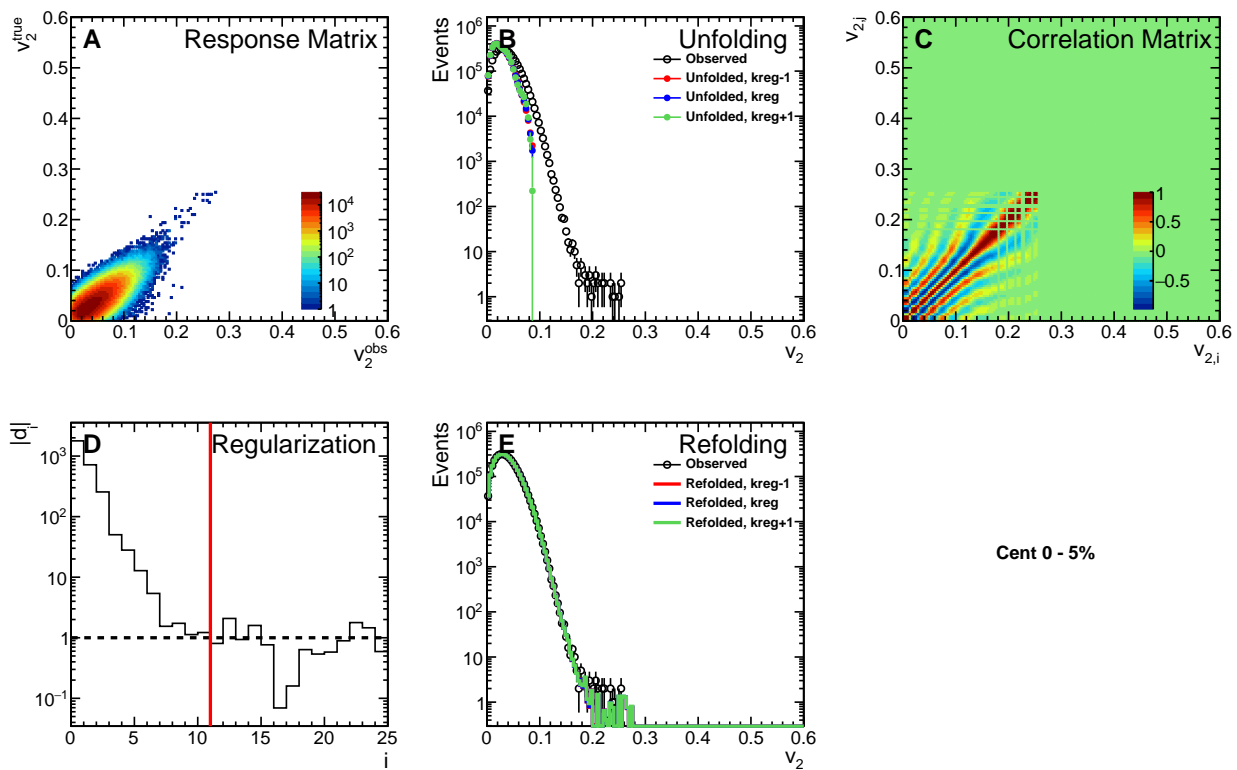 A Response Matrix
v_2^true
0.6
0.5
0.4
0.3
0.2
0.1
0
10^4
10^3
10^2
10
1
0 0.1 0.2 0.3 0.4 0.5 0.6
v_2^obs
B Unfolding
Events
Observed
Unfolded, kreg-1
Unfolded, kreg
Unfolded, kreg+1
10^6
10^5
10^4
10^3
10^2
10
1
0 0.1 0.2 0.3 0.4 0.5 0.6
v_2
C Correlation Matrix
v_2,j
0.6
0.5
0.4
0.3
0.2
0.1
0
1
0.5
0
−0.5
0 0.1 0.2 0.3 0.4 0.5 0.6
v_2,i
D Regularization
|d_i|
10^3
10^2
10
1
10^−1
0 5 10 15 20 25
i
E Refolding
Events
Observed
Refolded, kreg-1
Refolded, kreg
Refolded, kreg+1
10^6
10^5
10^4
10^3
10^2
10
1
0 0.1 0.2 0.3 0.4 0.5 0.6
v_2
Cent 0 - 5%